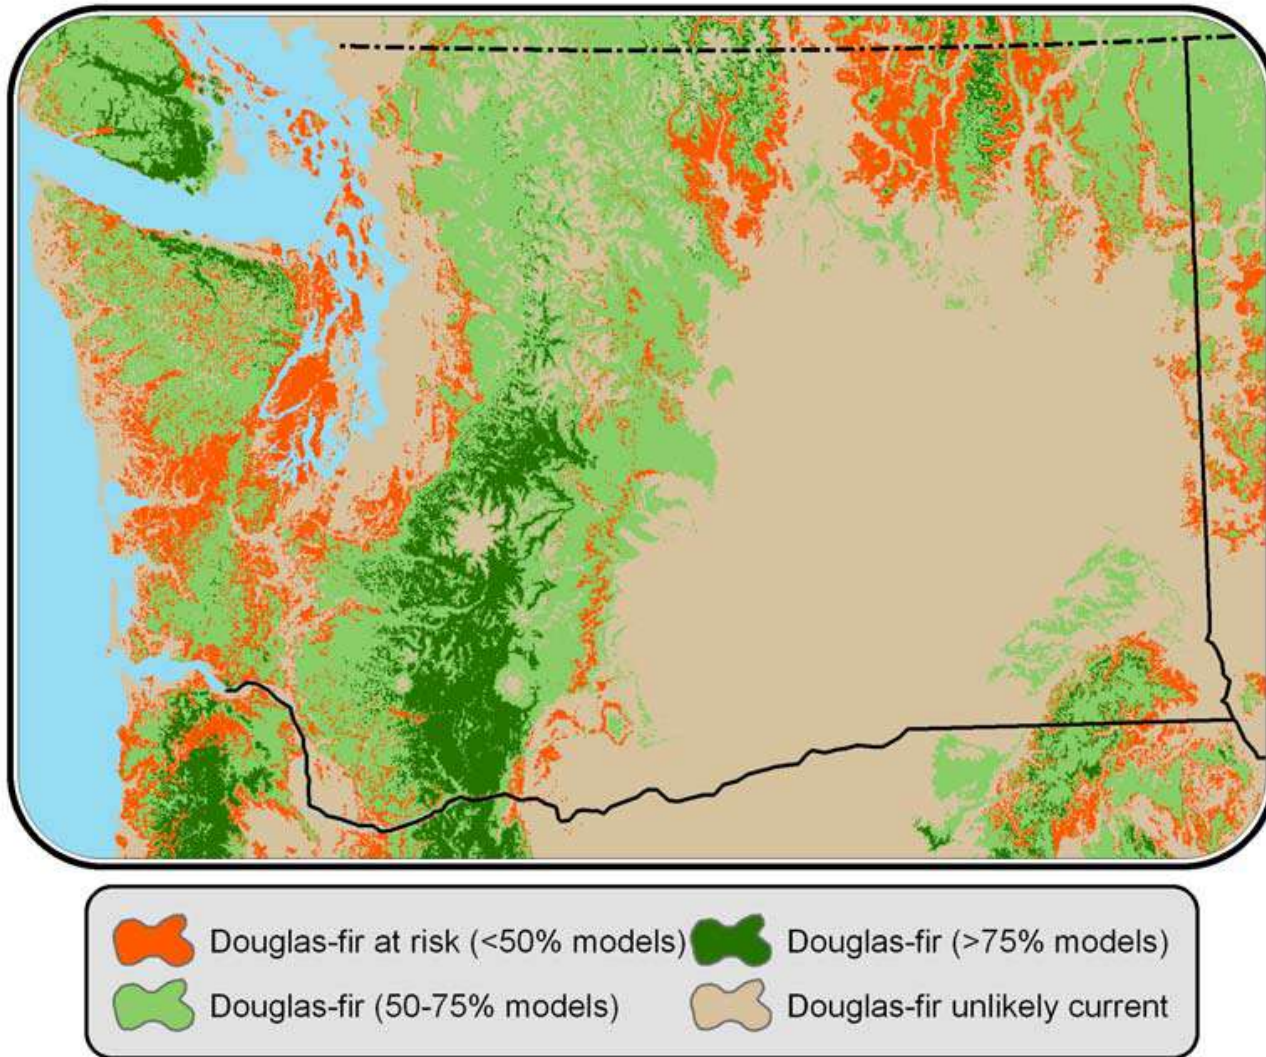 Douglas-fir at risk (<50% models)
Douglas-fir (>75% models)
Douglas-fir (50-75% models)
Douglas-fir unlikely current